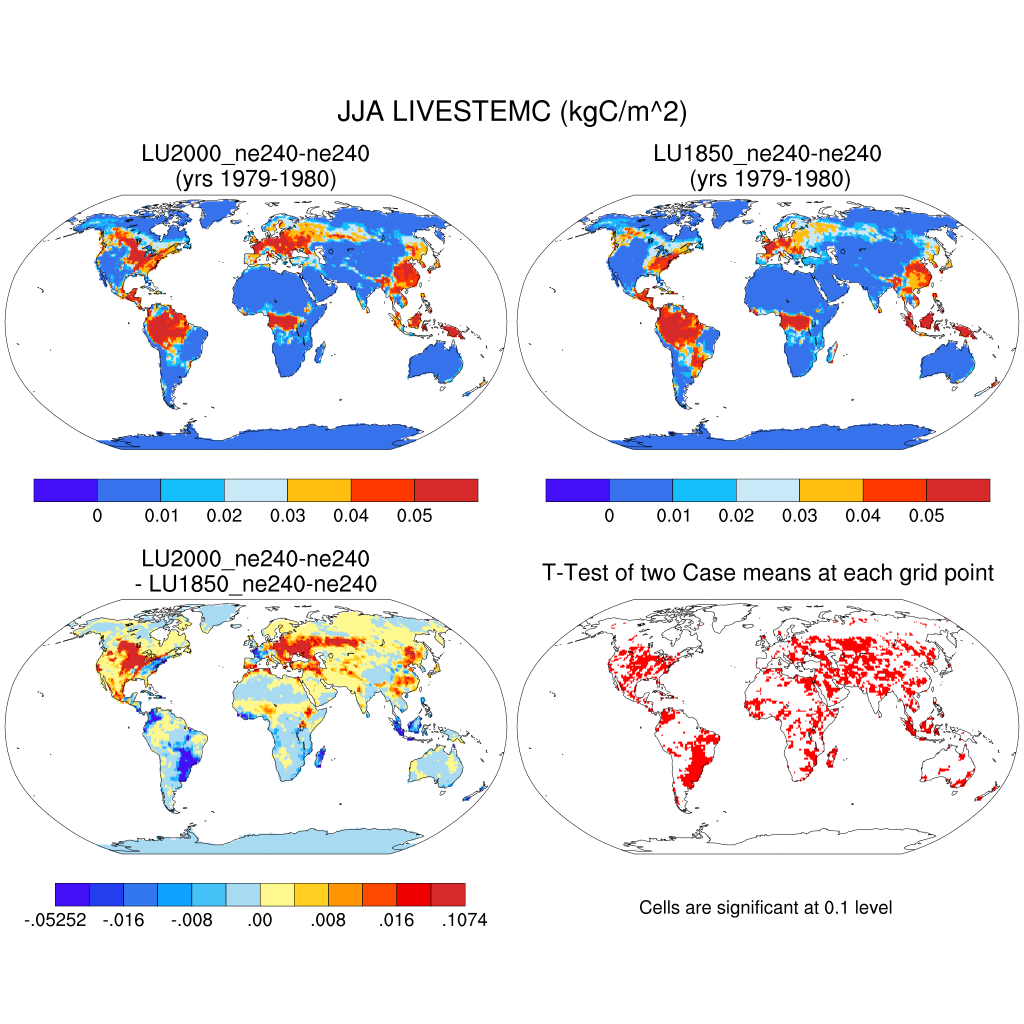 JJA LIVESTEMC (kgC/m^2)
LU2000_ne240-ne240
(yrs 1979-1980)
LU1850_ne240-ne240
(yrs 1979-1980)
0 0.01 0.02 0.03 0.04 0.05
0 0.01 0.02 0.03 0.04 0.05
LU2000_ne240-ne240
- LU1850_ne240-ne240
T-Test of two Case means at each grid point
-.05252 -.016 -.008 .00 .008 .016 .1074
Cells are significant at 0.1 level